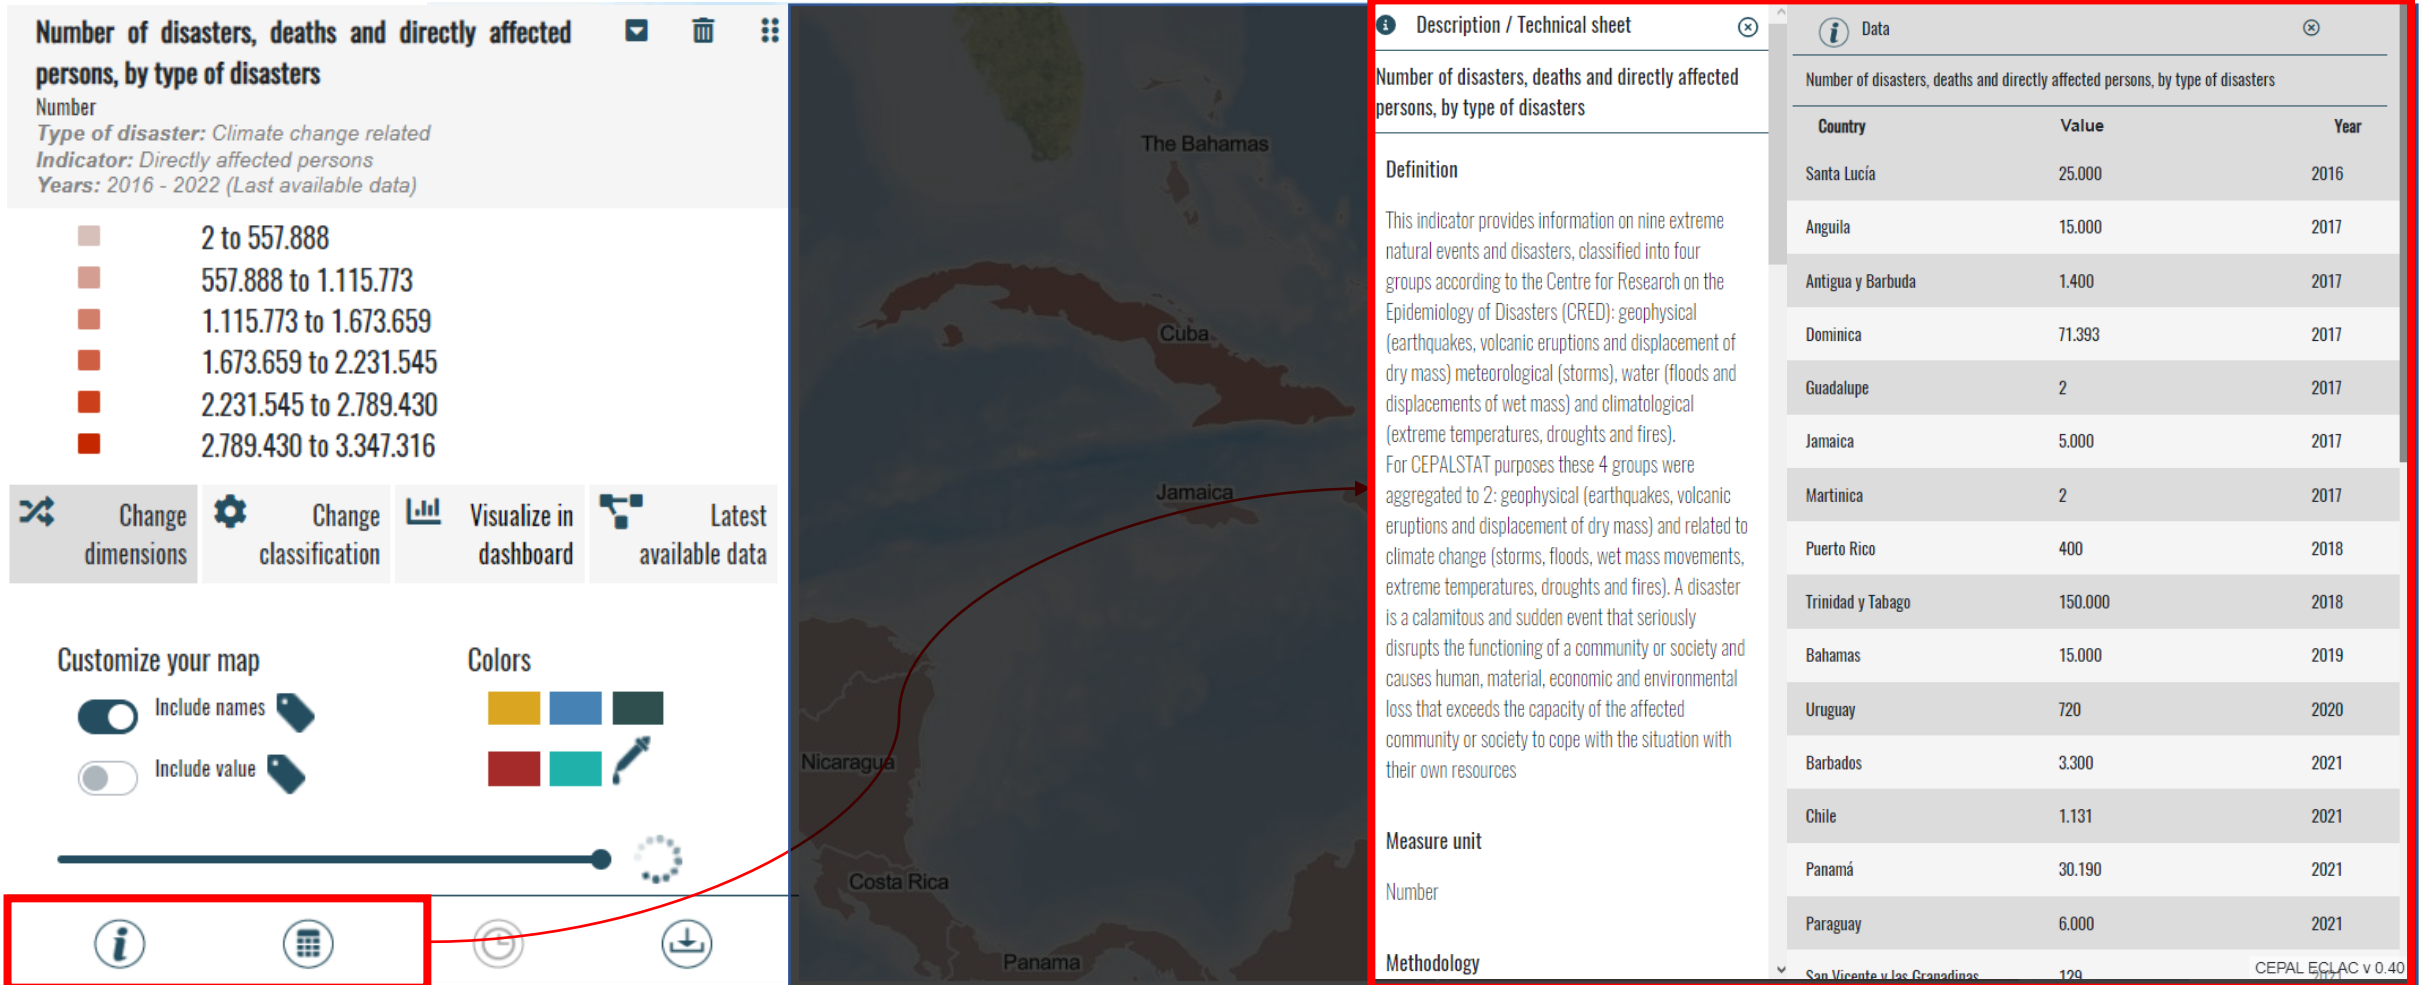 Number of disasters, deaths and directly affected
persons, by type of disasters
Number
Type of disaster: Climate change related
Indicator: Directly affected persons
Years: 2016 - 2022 (Last available data)
2 to 557.888
557.888 to 1.115.773
1.115.773 to 1.673.659
1.673.659 to 2.231.545
2.231.545 to 2.789.430
2.789.430 to 3.347.316
Change
dimensions
Change
classification
Visualize in
dashboard
Latest
available data
Customize your map
Include names
Include value
Colors
The Bahamas
Cuba
Jamaica
Nicaragua
Costa Rica
Panama
Description / Technical sheet
Number of disasters, deaths and directly affected
persons, by type of disasters
Definition
This indicator provides information on nine extreme
natural events and disasters, classified into four
groups according to the Centre for Research on the
Epidemiology of Disasters (CRED): geophysical
(earthquakes, volcanic eruptions and displacement of
dry mass) meteorological (storms), water (floods and
displacements of wet mass) and climatological
(extreme temperatures, droughts and fires).
For CEPALSTAT purposes these 4 groups were
aggregated to 2: geophysical (earthquakes, volcanic
eruptions and displacement of dry mass) and related to
climate change (storms, floods, wet mass movements,
extreme temperatures, droughts and fires). A disaster
is a calamitous and sudden event that seriously
disrupts the functioning of a community or society and
causes human, material, economic and environmental
loss that exceeds the capacity of the affected
community or society to cope with the situation with
their own resources
Measure unit
Number
Methodology
Data
Number of disasters, deaths and directly affected persons, by type of disasters
Country Value Year
Santa Lucía 25.000 2016
Anguila 15.000 2017
Antigua y Barbuda 1.400 2017
Dominica 71.393 2017
Guadalupe 2 2017
Jamaica 5.000 2017
Martinica 2 2017
Puerto Rico 400 2018
Trinidad y Tabago 150.000 2018
Bahamas 15.000 2019
Uruguay 720 2020
Barbados 3.300 2021
Chile 1.131 2021
Panamá 30.190 2021
Paraguay 6.000 2021
San Vicente y las Granadinas 129 2021
CEPAL ECLAC v 0.40